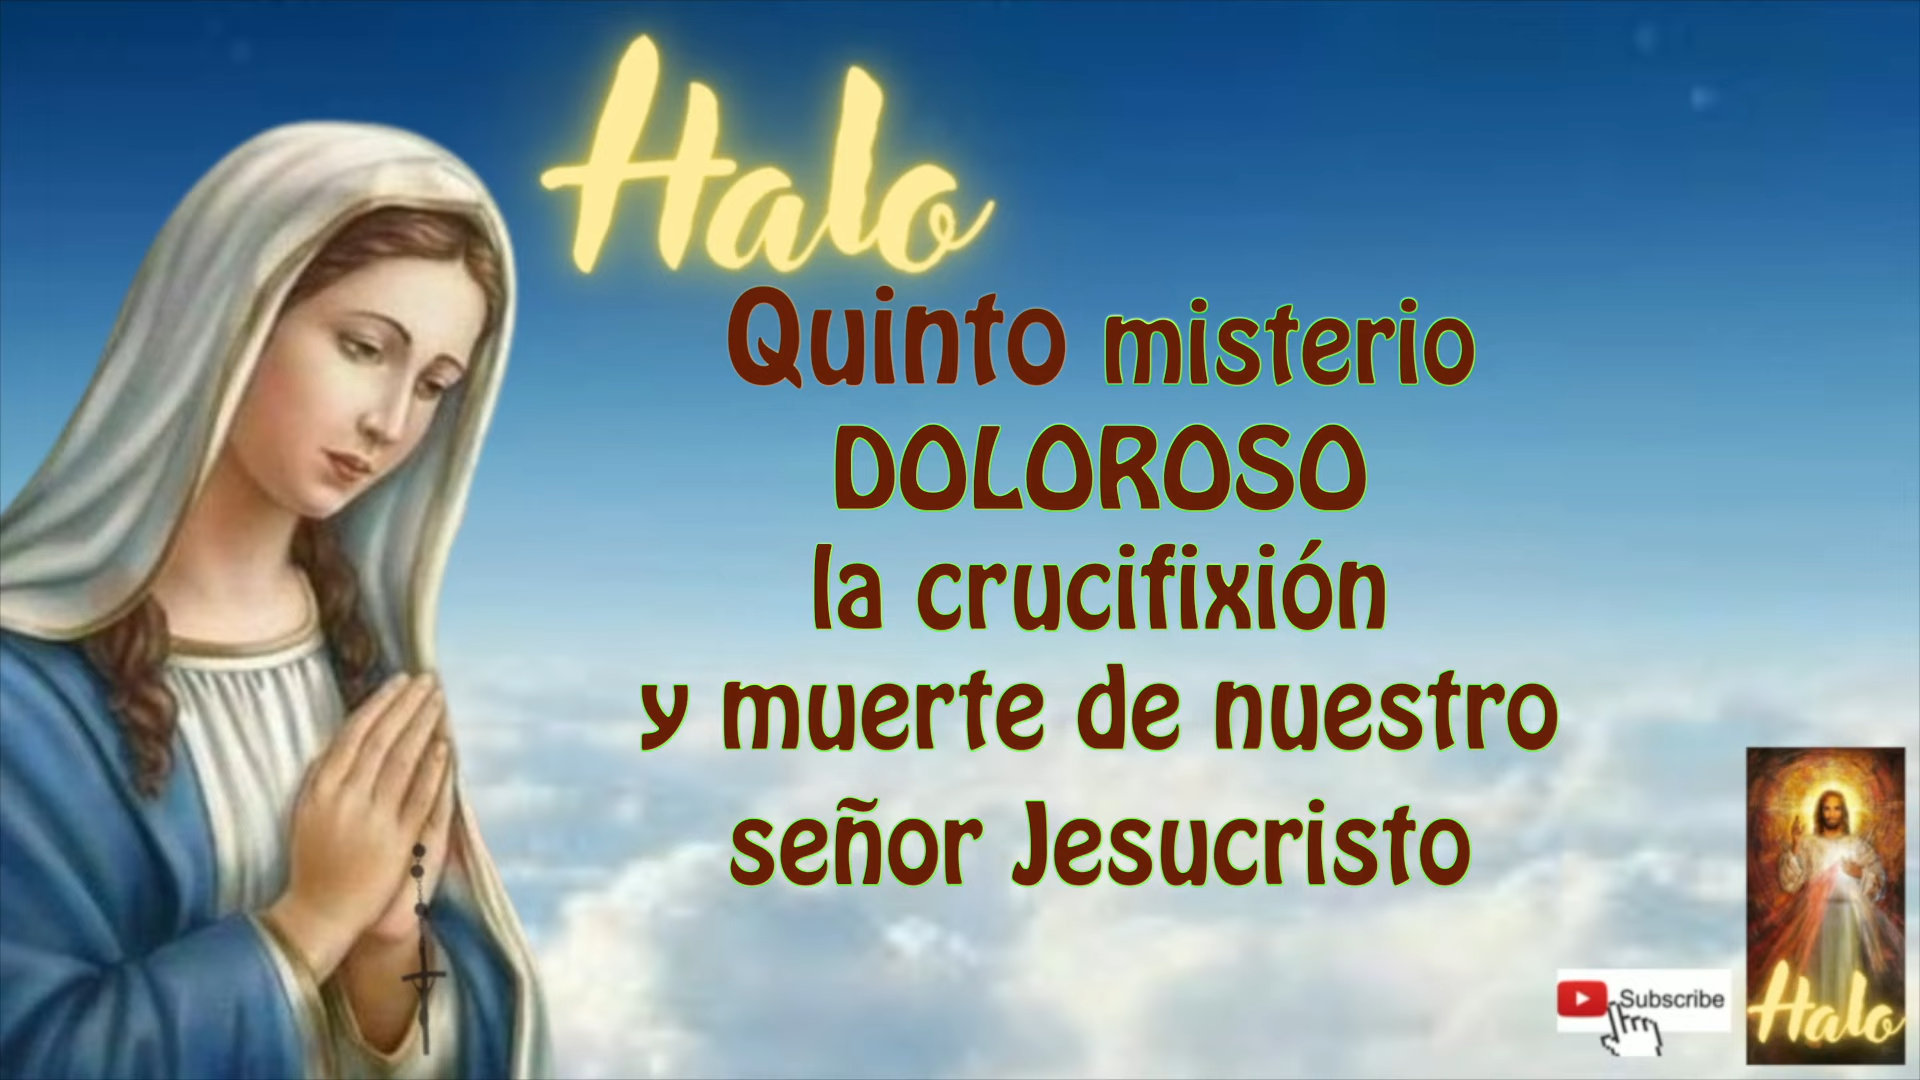 Halo
Quinto misterio
DOLOROSO
la crucifixión
y muerte de nuestro
señor Jesucristo
Subscribe
Halo